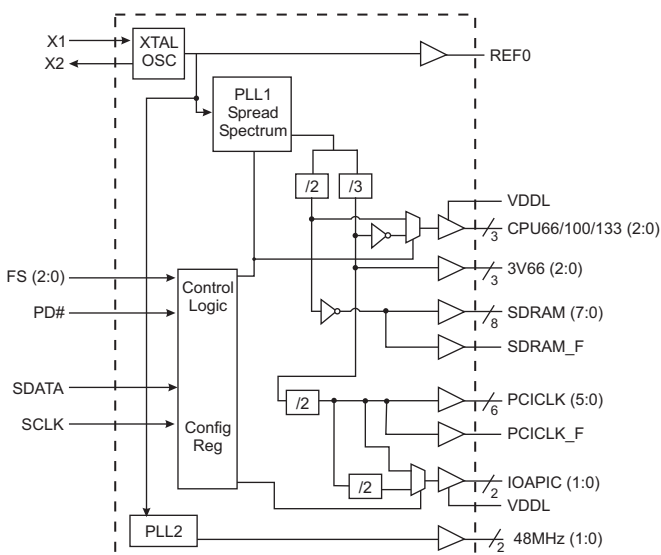 X1
X2
XTAL
OSC
REF0
PLL1
Spread
Spectrum
/2
/3
VDDL
3
CPU66/100/133 (2:0)
3
3V66 (2:0)
FS (2:0)
Control
Logic
PD#
8
SDRAM (7:0)
SDRAM_F
SDATA
/2
6
PCICLK (5:0)
SCLK
Config
Reg
PCICLK_F
/2
2
IOAPIC (1:0)
VDDL
PLL2
2
48MHz (1:0)